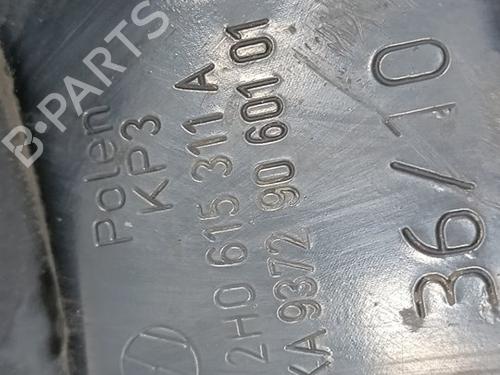 B-PARTS
Polen
KP3
2H0 615 311 A
KA 9372 90 601 01
36/10